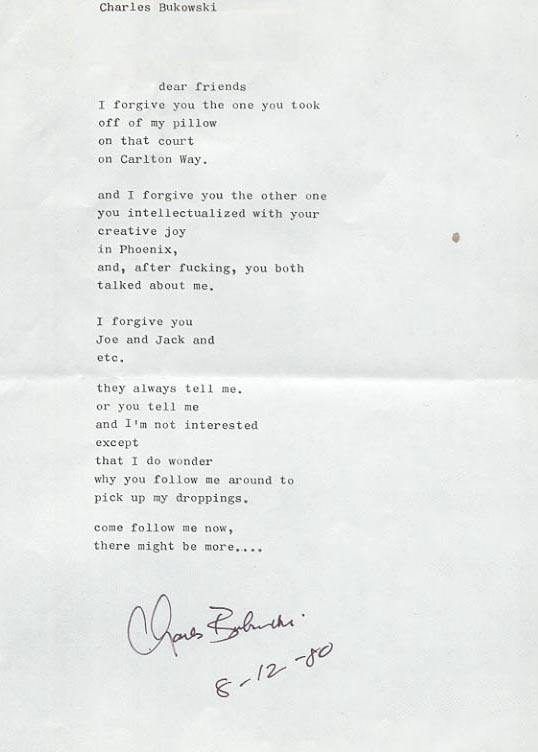 Charles Bukowski
dear friends
I forgive you the one you took
off of my pillow
on that court
on Carlton Way.
and I forgive you the other one
you intellectualized with your
creative joy
in Phoenix,
and, after fucking, you both
talked about me.
I forgive you
Joe and Jack and
etc.
they always tell me.
or you tell me
and I'm not interested
except
that I do wonder
why you follow me around to
pick up my droppings.
come follow me now,
there might be more....
Charles Bukowski
8-12-80